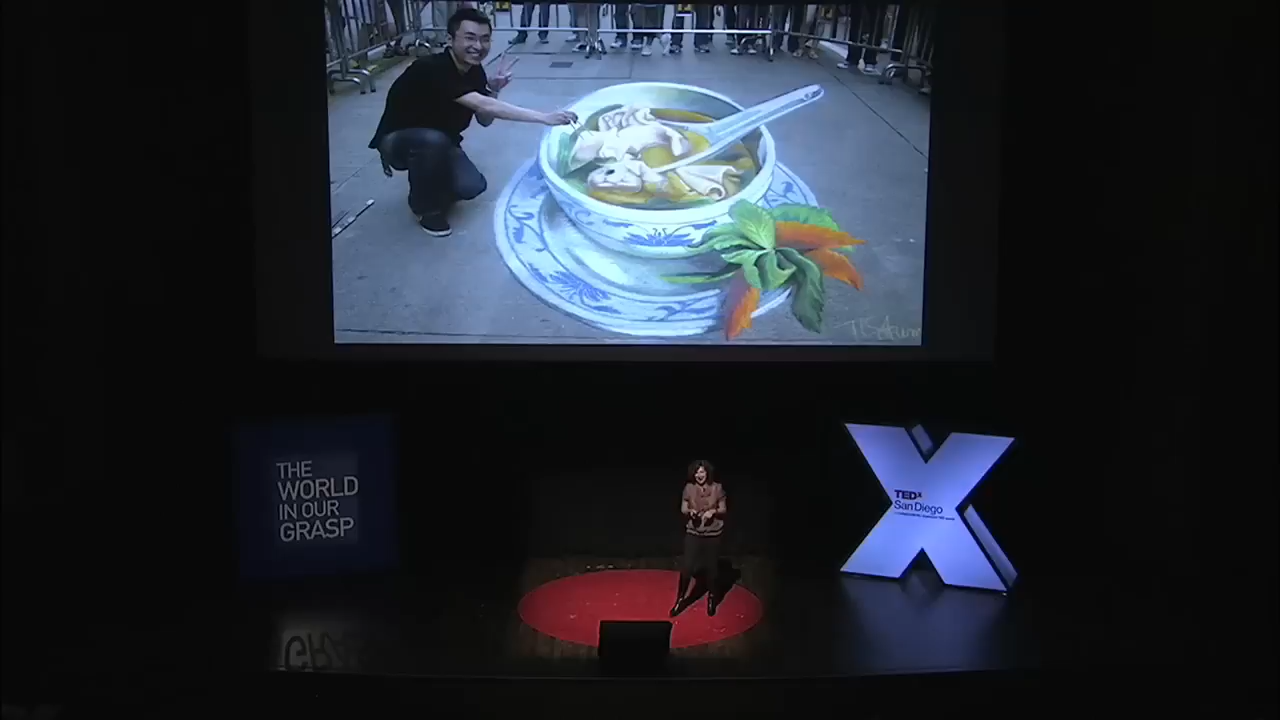 THE
WORLD
IN OUR
GRASP
TEDx
San Diego